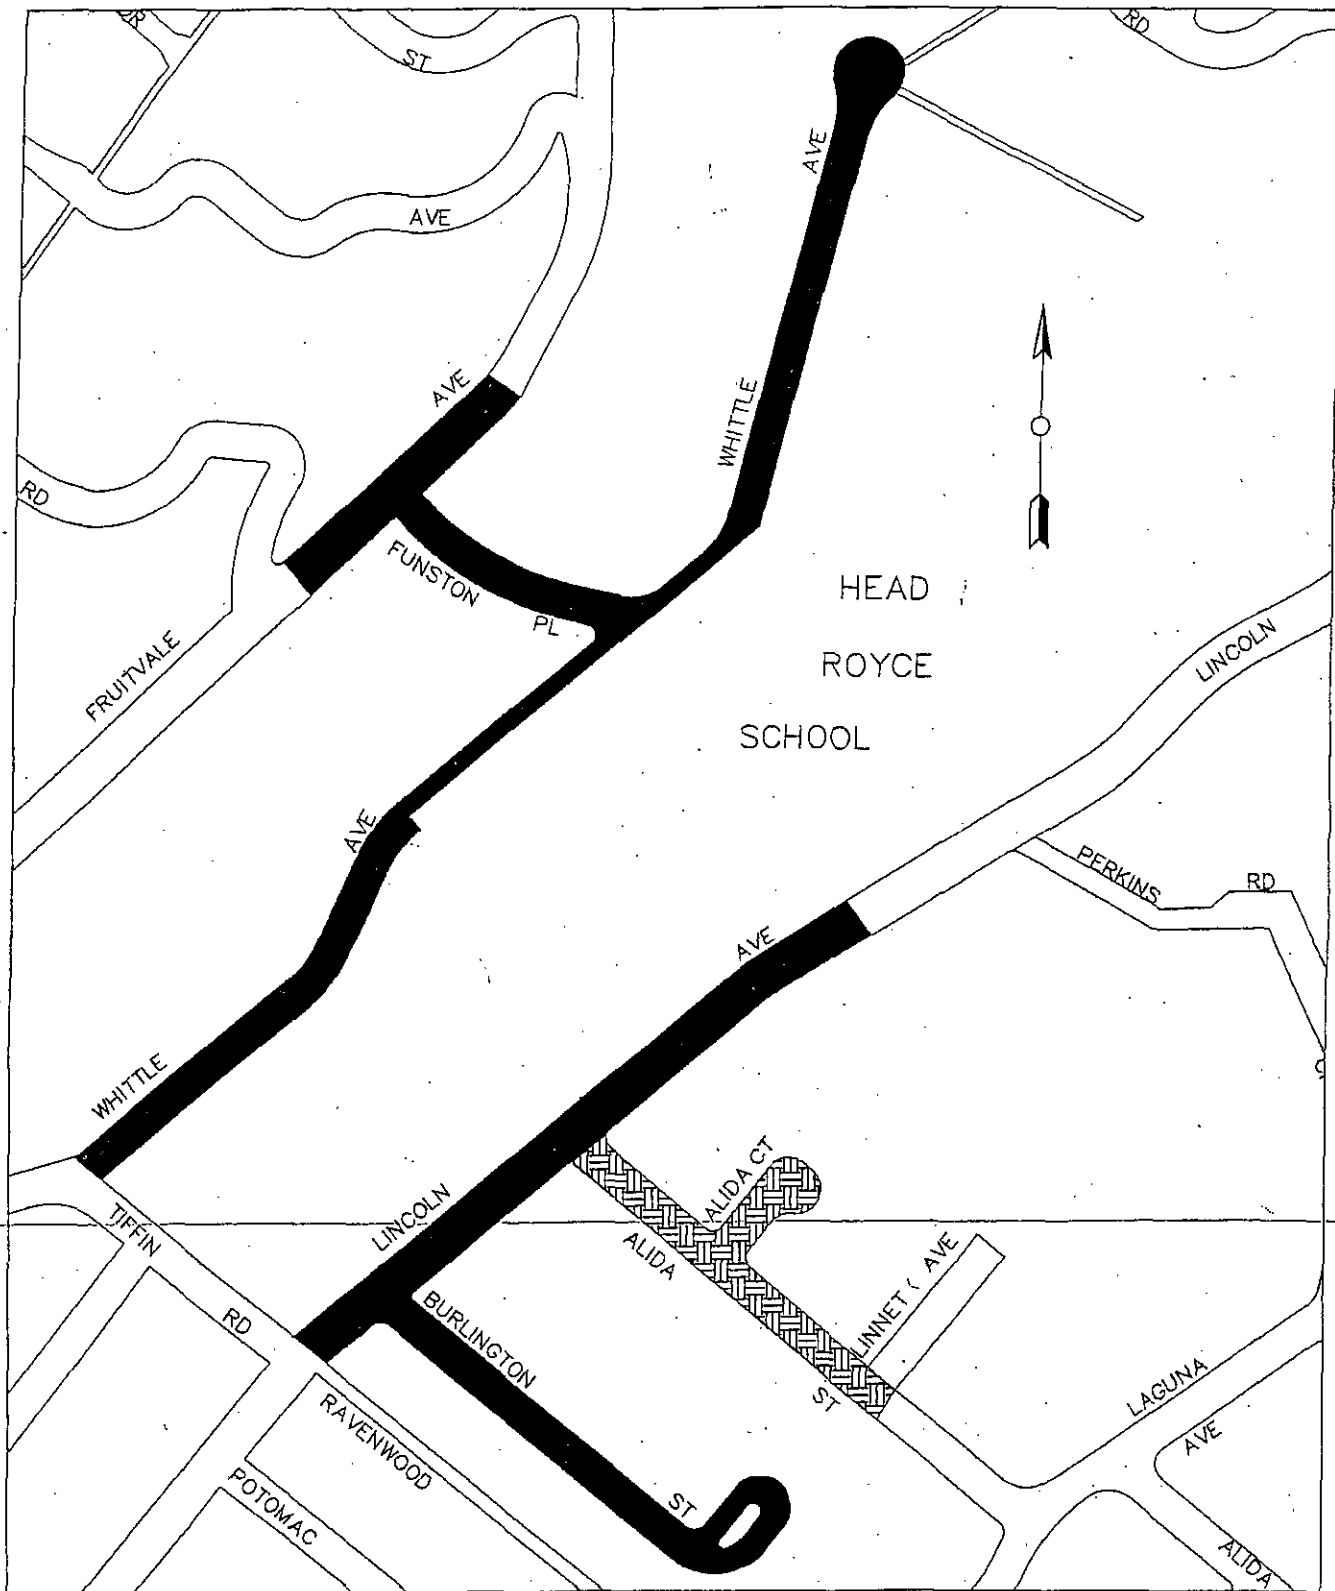 DR
ST
RD
AVE
AVE
AVE
WHITTLE
RD
FUNSTON
PL
HEAD
ROYCE
SCHOOL
LINCOLN
FRUITVALE
AVE
PERKINS
RD
AVE
WHITTLE
ALIDA CT
LINCOLN
TIFFIN
ALIDA
LINNET AVE
BURLINGTON
RD
ST
LAGUNA
RAVENWOOD
AVE
POTOMAC
ST
ALIDA